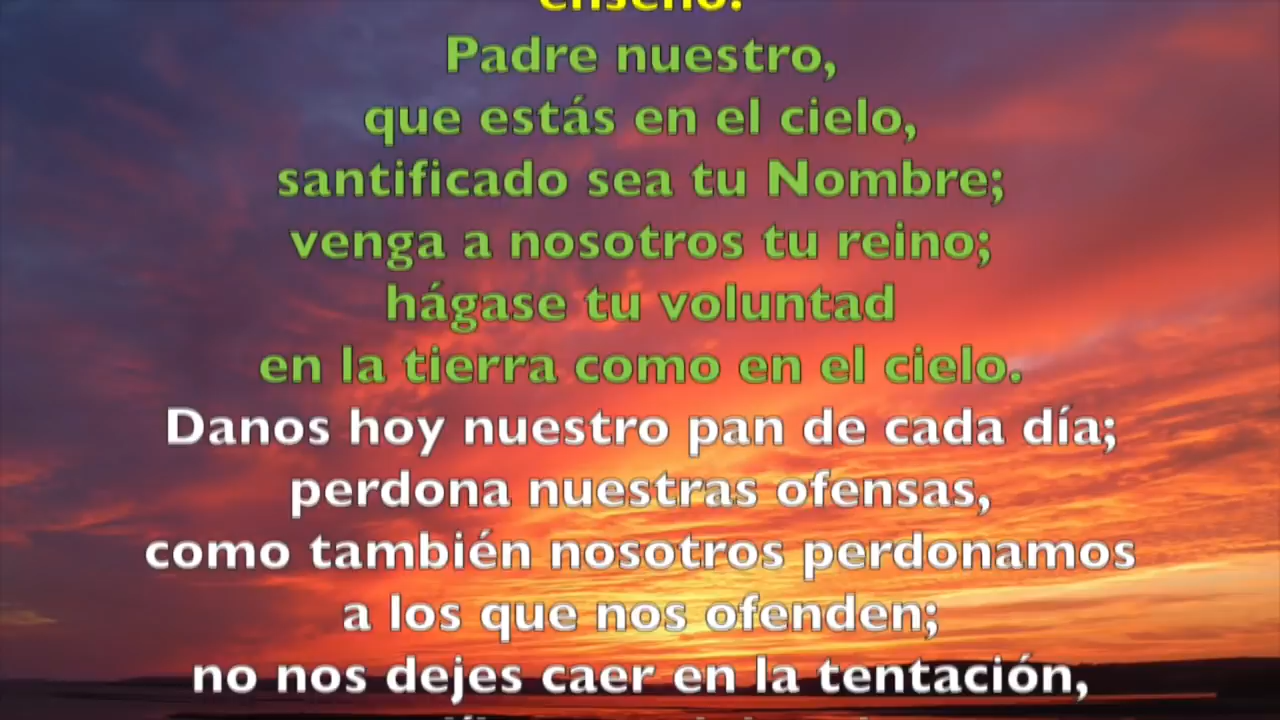 enseñó:
Padre nuestro,
que estás en el cielo,
santificado sea tu Nombre;
venga a nosotros tu reino;
hágase tu voluntad
en la tierra como en el cielo.
Danos hoy nuestro pan de cada día;
perdona nuestras ofensas,
como también nosotros perdonamos
a los que nos ofenden;
no nos dejes caer en la tentación,